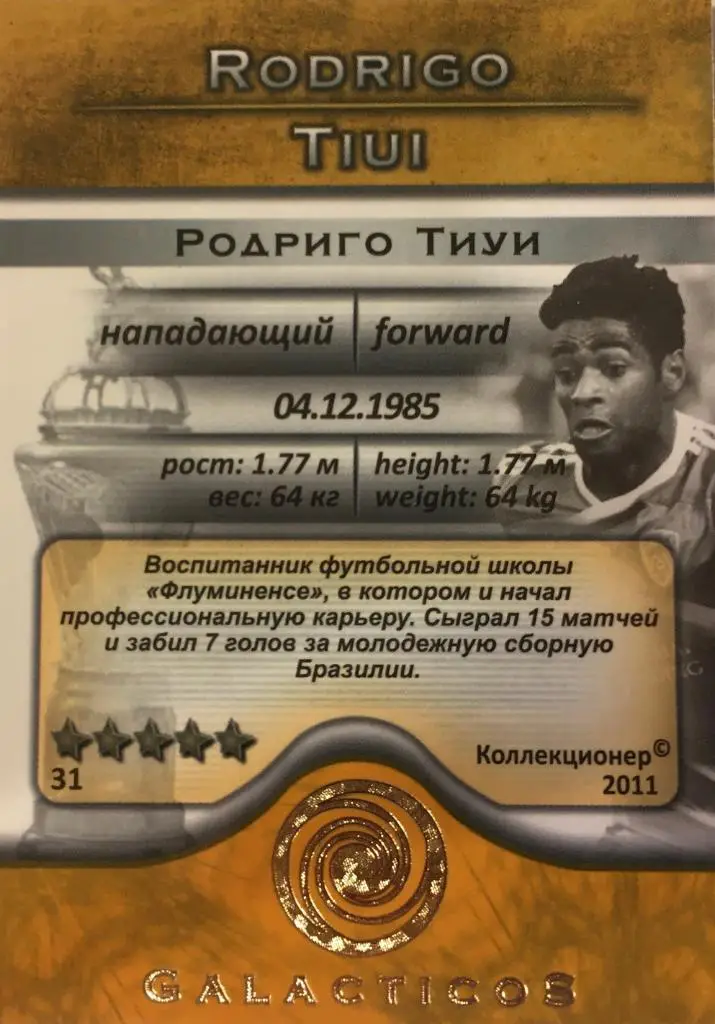 RODRIGO
TIUI
РОДРИГО ТИУИ
нападающий forward
04.12.1985
рост: 1.77 м height: 1.77 м
вес: 64 кг weight: 64 kg
Воспитанник футбольной школы
«Флуминенсе», в котором и начал
профессиональную карьеру. Сыграл 15 матчей
и забил 7 голов за молодежную сборную
Бразилии.
Коллекционер©
31 2011
GALACTICOS